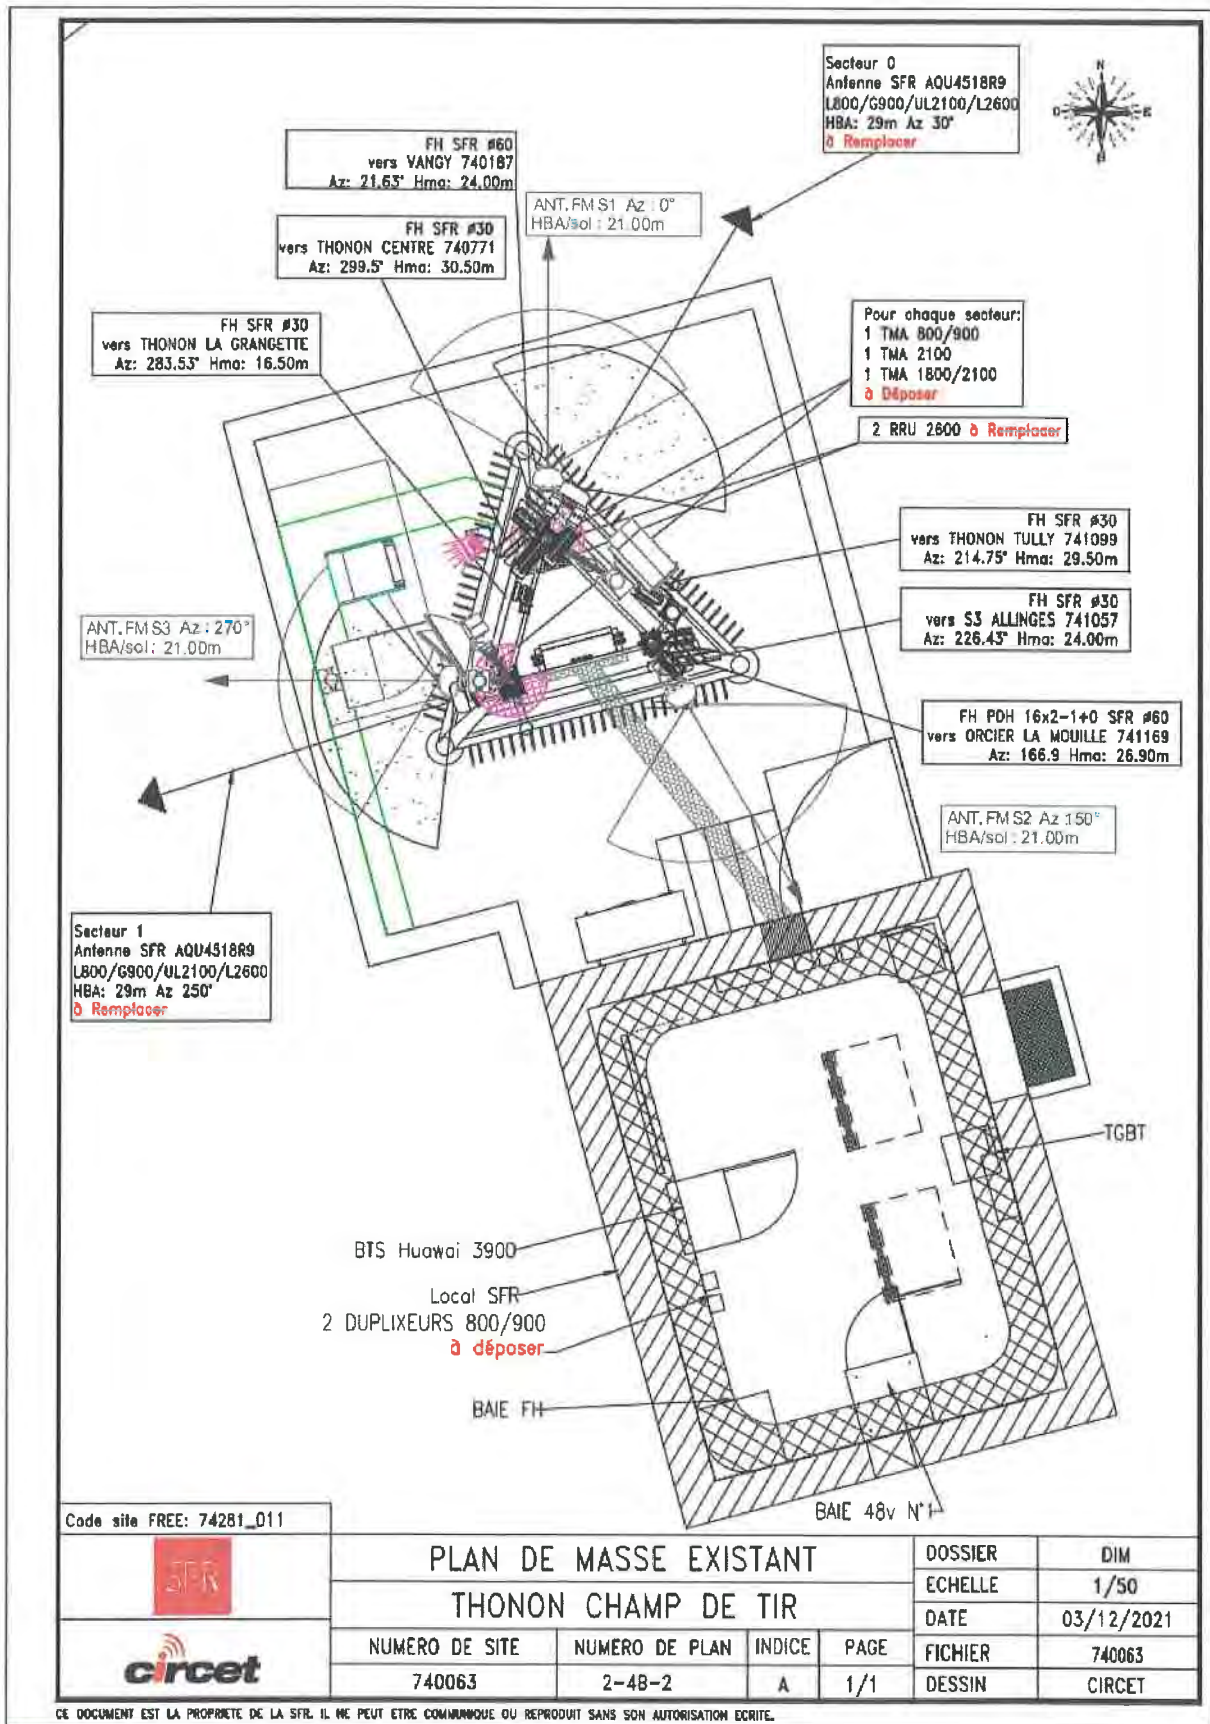 Secteur 0
Antenne SFR AQU4518R9
L800/G900/UL2100/L2600
HBA: 29m Az 30°
à Remplacer
N
O
E
S
FH SFR ø60
vers VANGY 740187
Az: 21.63° Hma: 24.00m
ANT. FM S1 Az : 0°
HBA/sol : 21.00m
FH SFR ø30
vers THONON CENTRE 740771
Az: 299.5° Hma: 30.50m
FH SFR ø30
vers THONON LA GRANGETTE
Az: 283.53° Hma: 16.50m
Pour chaque secteur:
1 TMA 800/900
1 TMA 2100
1 TMA 1800/2100
à Déposer
2 RRU 2600 à Remplacer
FH SFR ø30
vers THONON TULLY 741099
Az: 214.75° Hma: 29.50m
FH SFR ø30
vers S3 ALLINGES 741057
Az: 226.43° Hma: 24.00m
ANT. FM S3 Az : 270°
HBA/sol: 21.00m
FH PDH 16x2-1+0 SFR ø60
vers ORCIER LA MOUILLE 741169
Az: 166.9 Hma: 26.90m
ANT. FM S2 Az 150°
HBA/sol : 21.00m
Secteur 1
Antenne SFR AQU4518R9
L800/G900/UL2100/L2600
HBA: 29m Az 250°
à Remplacer
TGBT
BTS Huawai 3900
Local SFR
2 DUPLIXEURS 800/900
à déposer
BAIE FH
BAIE 48v N°1
Code site FREE: 74281_011
SFR
circet
PLAN DE MASSE EXISTANT
THONON CHAMP DE TIR
NUMERO DE SITE
NUMERO DE PLAN
INDICE
PAGE
740063
2-4B-2
A
1/1
DOSSIER
DIM
ECHELLE
1/50
DATE
03/12/2021
FICHIER
740063
DESSIN
CIRCET
CE DOCUMENT EST LA PROPRIETE DE LA SFR. IL NE PEUT ETRE COMMUNIQUE OU REPRODUIT SANS SON AUTORISATION ECRITE.